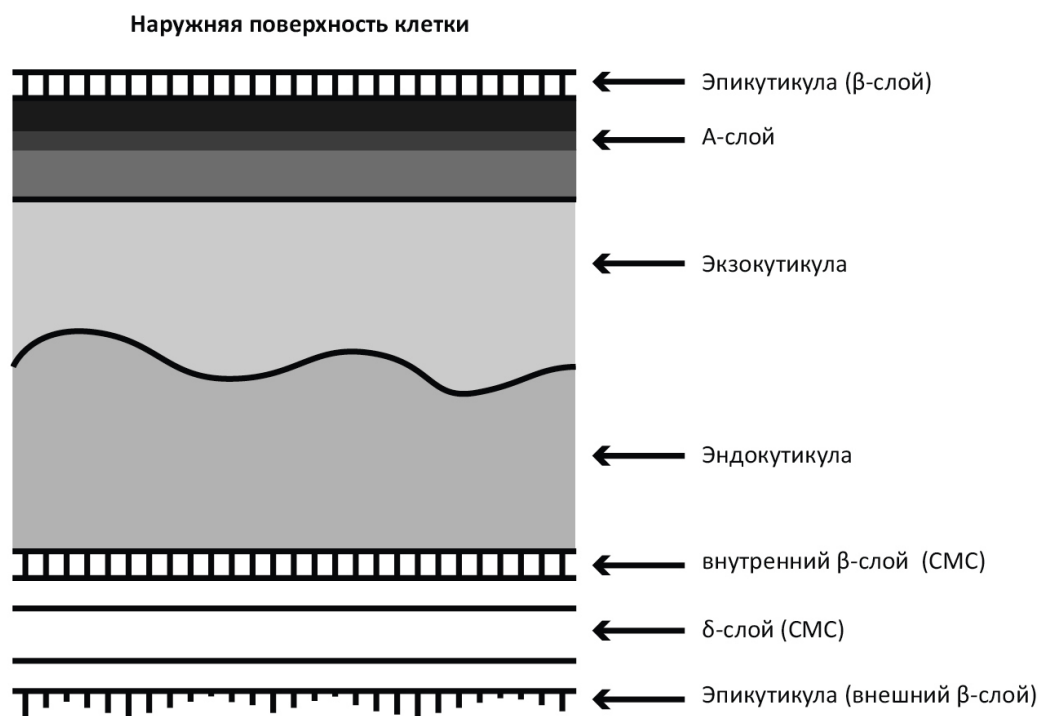 Наружняя поверхность клетки
Эпикутикула (β-слой)
А-слой
Экзокутикула
Эндокутикула
внутренний β-слой (СМС)
δ-слой (СМС)
Эпикутикула (внешний β-слой)